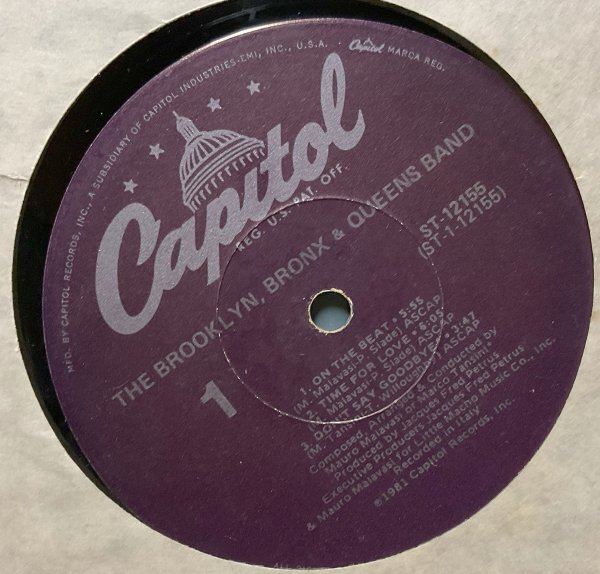 MFD. BY CAPITOL RECORDS, INC., A SUBSIDIARY OF CAPITOL INDUSTRIES-EMI, INC., U.S.A. · Capitol MARCA REG.
Capitol
REG. U.S. PAT. OFF.
THE BROOKLYN, BRONX & QUEENS BAND
ST-12155
(ST-1-12155)
1
1. ON THE BEAT • 5:55
(M. Malavasi-P. Slade) ASCAP
2. TIME FOR LOVE • 6:05
Malavasi-P. Slade) ASCAP
3. DON'T SAY GOODBYE • 3:47
(M. Tansini-T. Willoughby) ASCAP
Composed, Arranged & Conducted by
Mauro Malavasi or Marco Tansini
Produced by Jacques Fred Petrus
Executive Producers: Jacques Fred Petrus
& Mauro Malavasi for Little Macho Music Co., Inc.
Recorded in Italy
℗1981 Capitol Records, Inc.